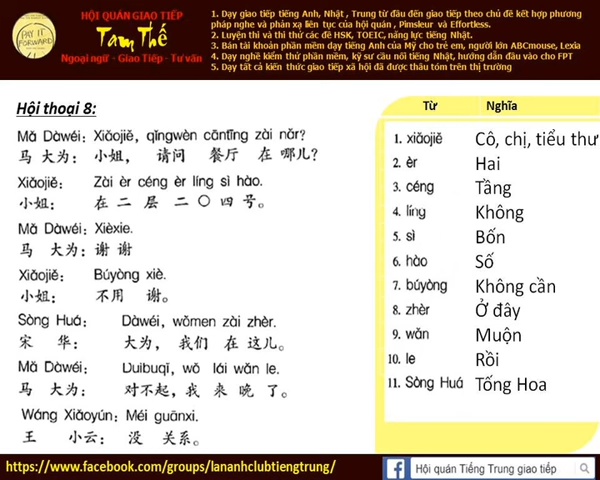 HỘI QUÁN GIAO TIẾP
Tam Thế
Ngoại ngữ - Giao Tiếp - Tư vấn
PAY IT FORWARD
1. Dạy giao tiếp tiếng Anh, Nhật , Trung từ đầu đến giao tiếp theo chủ đề kết hợp phương
pháp nghe và phản xạ liên tục của hội quán , Pimsleur và Effortless.
2. Luyện thi và thi thử các đề HSK, TOEIC, năng lực tiếng Nhật.
3. Bán tài khoản phần mềm dạy tiếng Anh của Mỹ cho trẻ em, người lớn ABCmouse, Lexia
4. Dạy nghề kiểm thử phần mềm, kỹ sư cầu nối tiếng Nhật, hướng dẫn đầu vào cho FPT
5. Dạy tất cả kiến thức giao tiếp xã hội đã được thâu tóm trên thị trường
Hội thoại 8:
Mǎ Dàwéi: Xiǎojiě, qǐngwèn cāntīng zài nǎr?
马 大为: 小姐, 请问 餐厅 在 哪儿?
Xiǎojiě: Zài èr céng èr líng sì hào.
小姐: 在 二 层 二 〇 四 号。
Mǎ Dàwéi: Xièxie.
马 大为: 谢谢
Xiǎojiě: Búyòng xiè.
小姐: 不用 谢。
Sòng Huá: Dàwéi, wǒmen zài zhèr.
宋 华: 大为, 我们 在 这儿。
Mǎ Dàwéi: Duìbuqǐ, wǒ lái wǎn le.
马 大为: 对不起, 我 来 晚 了。
Wáng Xiǎoyún: Méi guānxi.
王 小云: 没 关系。
Từ Nghĩa
1. xiǎojiě Cô, chị, tiểu thư
2. èr Hai
3. céng Tầng
4. líng Không
5. sì Bốn
6. hào Số
7. búyòng Không cần
8. zhèr Ở đây
9. wǎn Muộn
10. le Rồi
11. Sòng Huá Tống Hoa
https://www.facebook.com/groups/lananhclubtiengtrung/
Hội quán Tiếng Trung giao tiếp